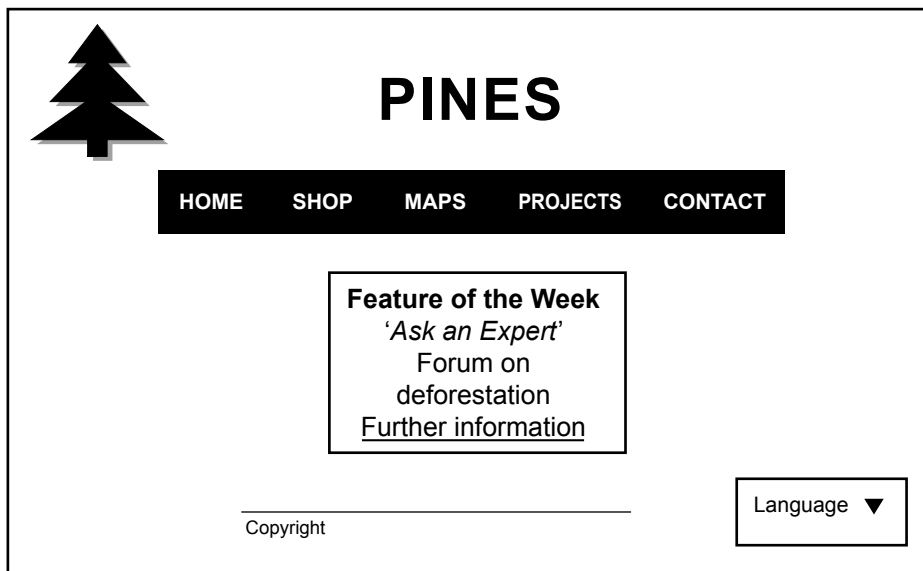 PINES
HOME SHOP MAPS PROJECTS CONTACT
Feature of the Week
‘Ask an Expert’
Forum on
deforestation
Further information
Language
Copyright